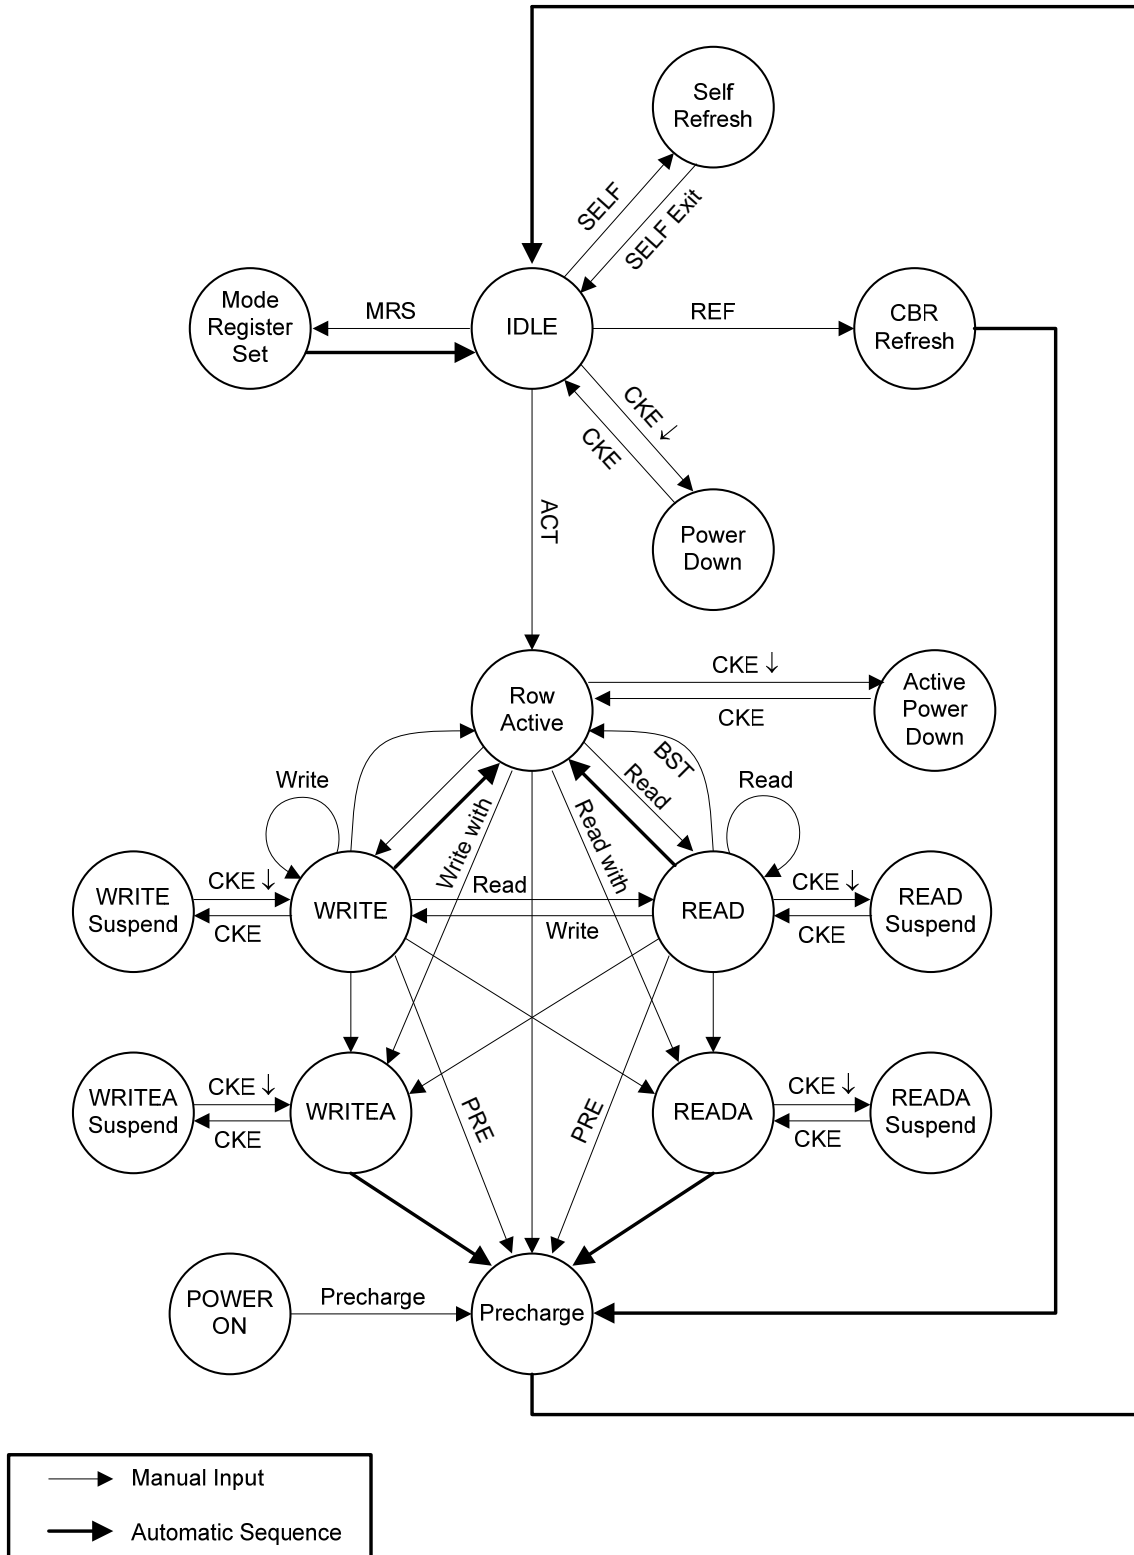 Self
Refresh
SELF
SELF Exit
Mode
Register
Set
MRS
IDLE
REF
CBR
Refresh
CKE ↓
CKE
Power
Down
ACT
Row
Active
CKE ↓
CKE
Active
Power
Down
BST
Read
Write
Read
Write with
Read with
WRITE
Suspend
CKE ↓
CKE
WRITE
Read
Write
READ
CKE ↓
CKE
READ
Suspend
WRITEA
Suspend
CKE ↓
CKE
WRITEA
PRE
PRE
READA
CKE ↓
CKE
READA
Suspend
POWER
ON
Precharge
Precharge
Manual Input
Automatic Sequence